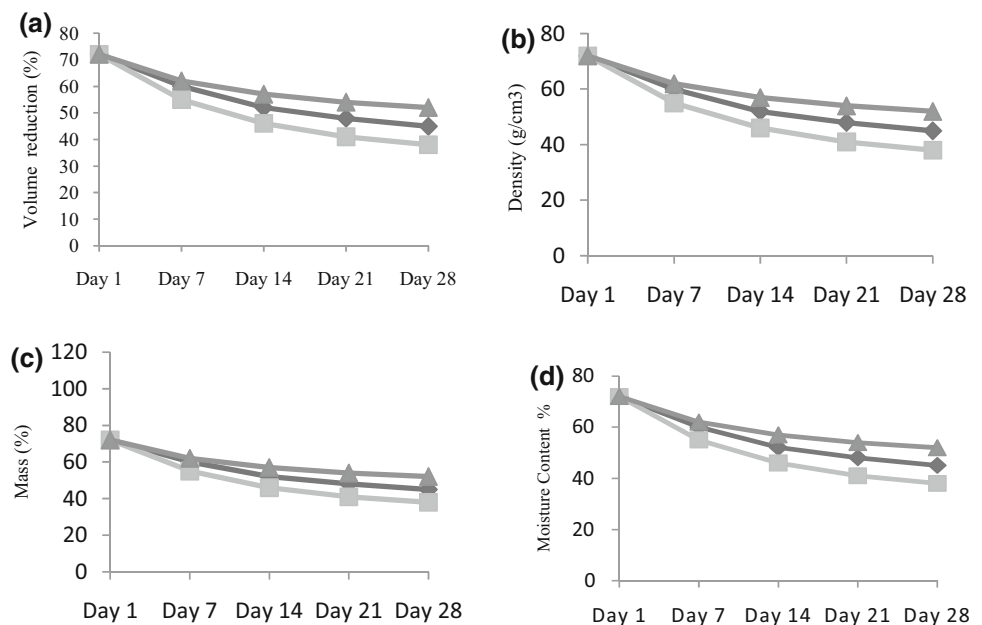 (a)
Volume reduction (%)
80
70
60
50
40
30
20
10
0
Day 1 Day 7 Day 14 Day 21 Day 28
(b)
Density (g/cm3)
80
60
40
20
0
Day 1 Day 7 Day 14 Day 21 Day 28
(c)
Mass (%)
120
100
80
60
40
20
0
Day 1 Day 7 Day 14 Day 21 Day 28
(d)
Moisture Content %
80
60
40
20
0
Day 1 Day 7 Day 14 Day 21 Day 28